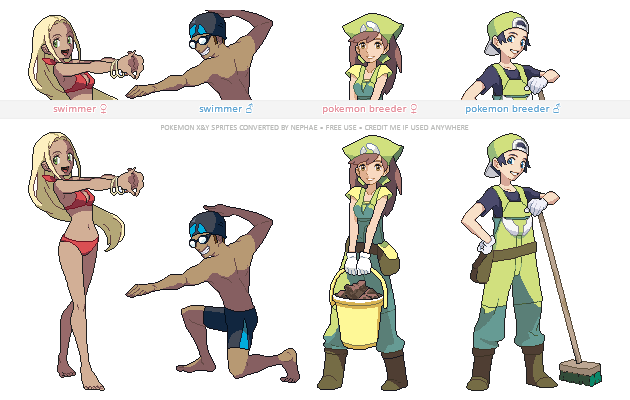 swimmer ♀ swimmer ♂ pokemon breeder ♀ pokemon breeder ♂
POKEMON X&Y SPRITES CONVERTED BY NEPHAE • FREE USE • CREDIT ME IF USED ANYWHERE